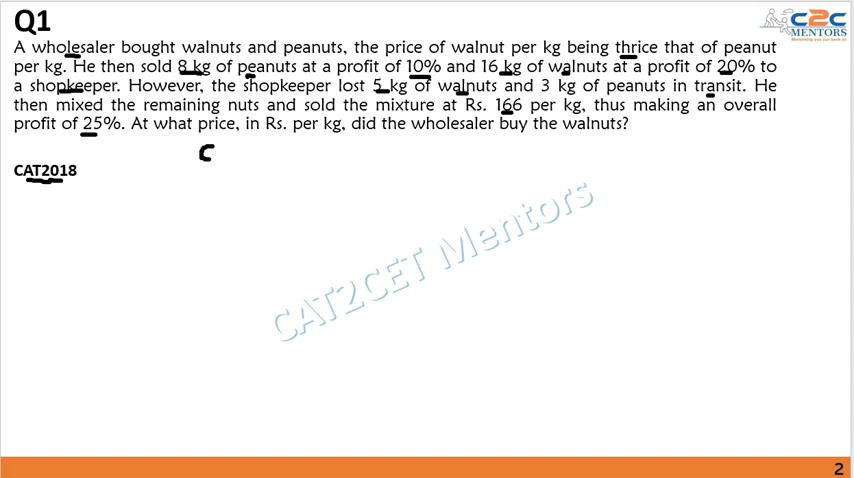 Q1
c2c
MENTORS
Mentorship you can bank on
A wholesaler bought walnuts and peanuts, the price of walnut per kg being thrice that of peanut
per kg. He then sold 8 kg of peanuts at a profit of 10% and 16 kg of walnuts at a profit of 20% to
a shopkeeper. However, the shopkeeper lost 5 kg of walnuts and 3 kg of peanuts in transit. He
then mixed the remaining nuts and sold the mixture at Rs. 166 per kg, thus making an overall
profit of 25%. At what price, in Rs. per kg, did the wholesaler buy the walnuts?
C
CAT2018
CAT2CET Mentors
2